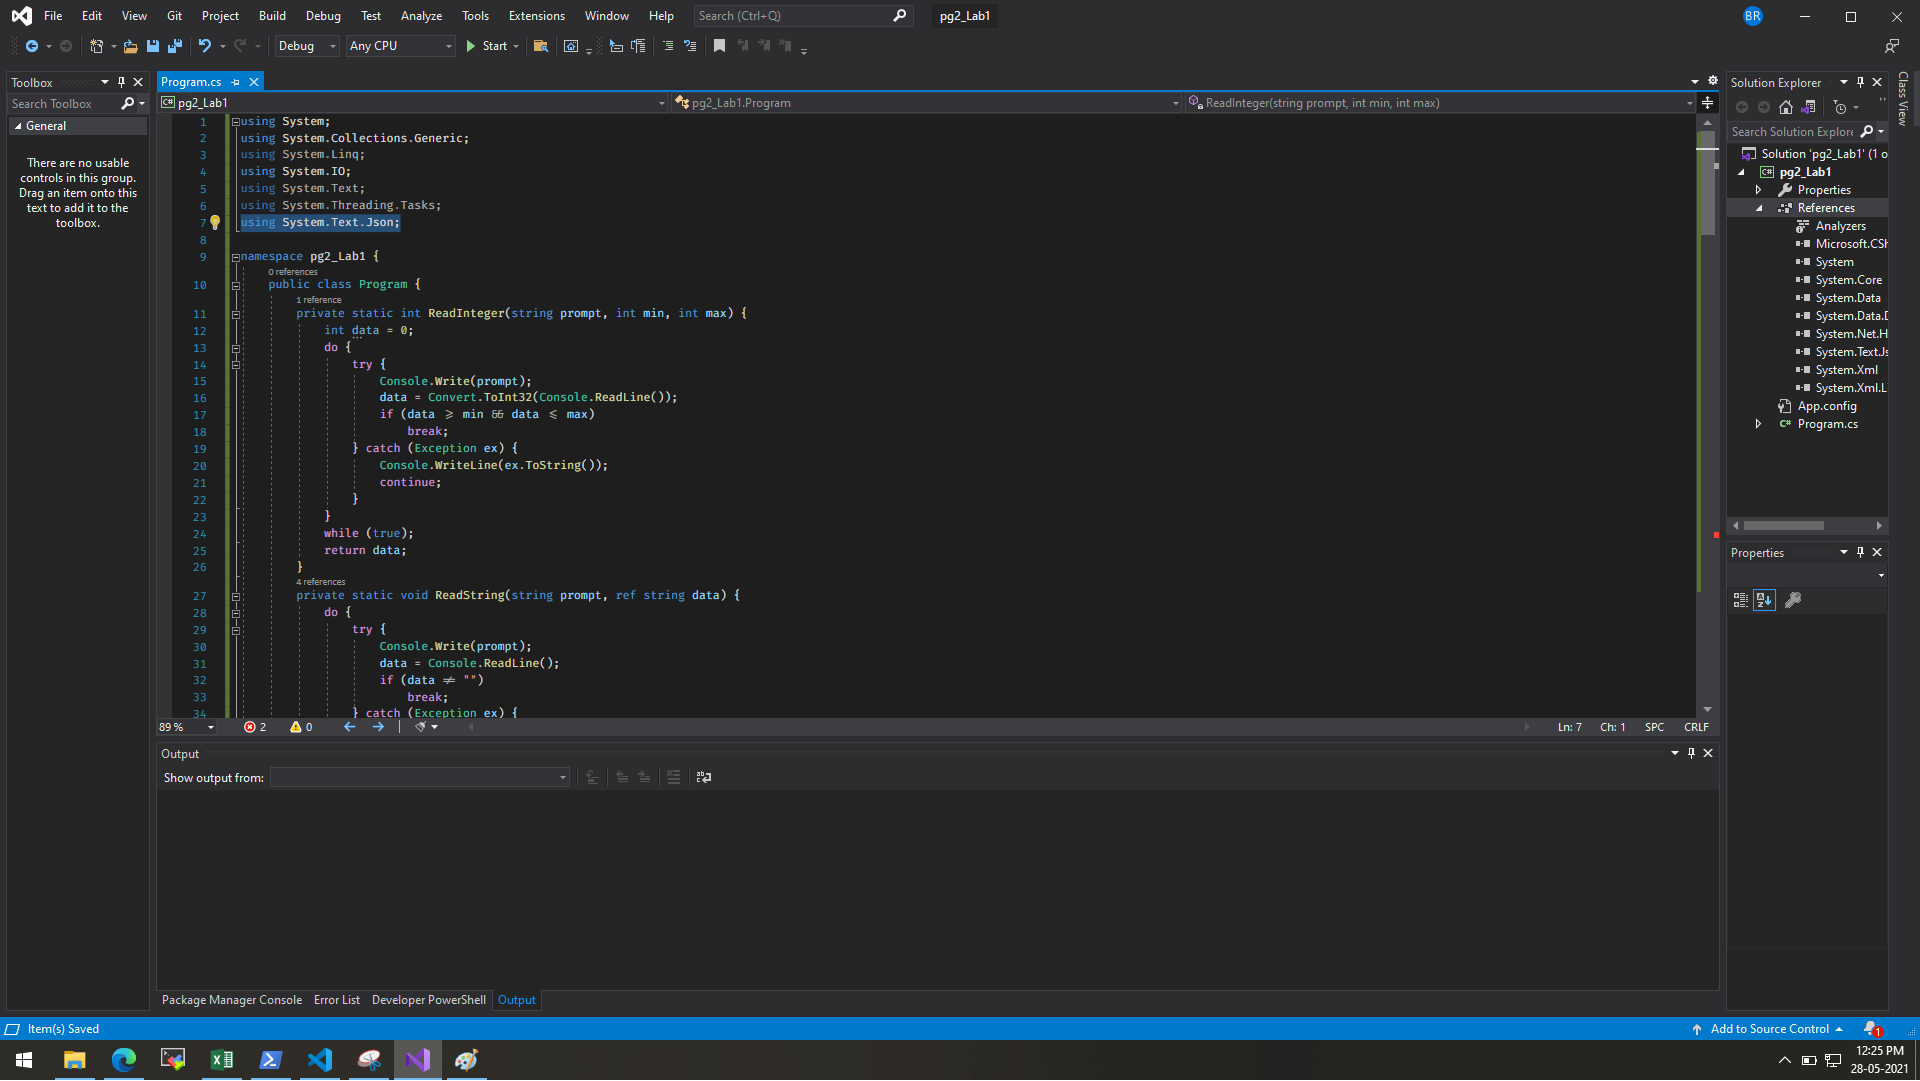 File Edit View Git Project Build Debug Test Analyze Tools Extensions Window Help Search (Ctrl+Q) pg2_Lab1 BR
Debug Any CPU Start
Toolbox
Search Toolbox
General
There are no usable
controls in this group.
Drag an item onto this
text to add it to the
toolbox.
Program.cs
pg2_Lab1 pg2_Lab1.Program ReadInteger(string prompt, int min, int max)
1 using System;
2 using System.Collections.Generic;
3 using System.Linq;
4 using System.IO;
5 using System.Text;
6 using System.Threading.Tasks;
7 using System.Text.Json;
8
9 namespace pg2_Lab1 {
0 references
10 public class Program {
1 reference
11 private static int ReadInteger(string prompt, int min, int max) {
12 int data = 0;
13 do {
14 try {
15 Console.Write(prompt);
16 data = Convert.ToInt32(Console.ReadLine());
17 if (data >= min && data <= max)
18 break;
19 } catch (Exception ex) {
20 Console.WriteLine(ex.ToString());
21 continue;
22 }
23 }
24 while (true);
25 return data;
26 }
4 references
27 private static void ReadString(string prompt, ref string data) {
28 do {
29 try {
30 Console.Write(prompt);
31 data = Console.ReadLine();
32 if (data != "")
33 break;
34 } catch (Exception ex) {
89 % 2 0 Ln: 7 Ch: 1 SPC CRLF
Output
Show output from:
Package Manager Console Error List Developer PowerShell Output
Solution Explorer
Search Solution Explore
Solution 'pg2_Lab1' (1 o
pg2_Lab1
Properties
References
Analyzers
Microsoft.CSh
System
System.Core
System.Data
System.Data.D
System.Net.H
System.Text.Js
System.Xml
System.Xml.L
App.config
Program.cs
Properties
Class View
Item(s) Saved Add to Source Control 1
12:25 PM
28-05-2021